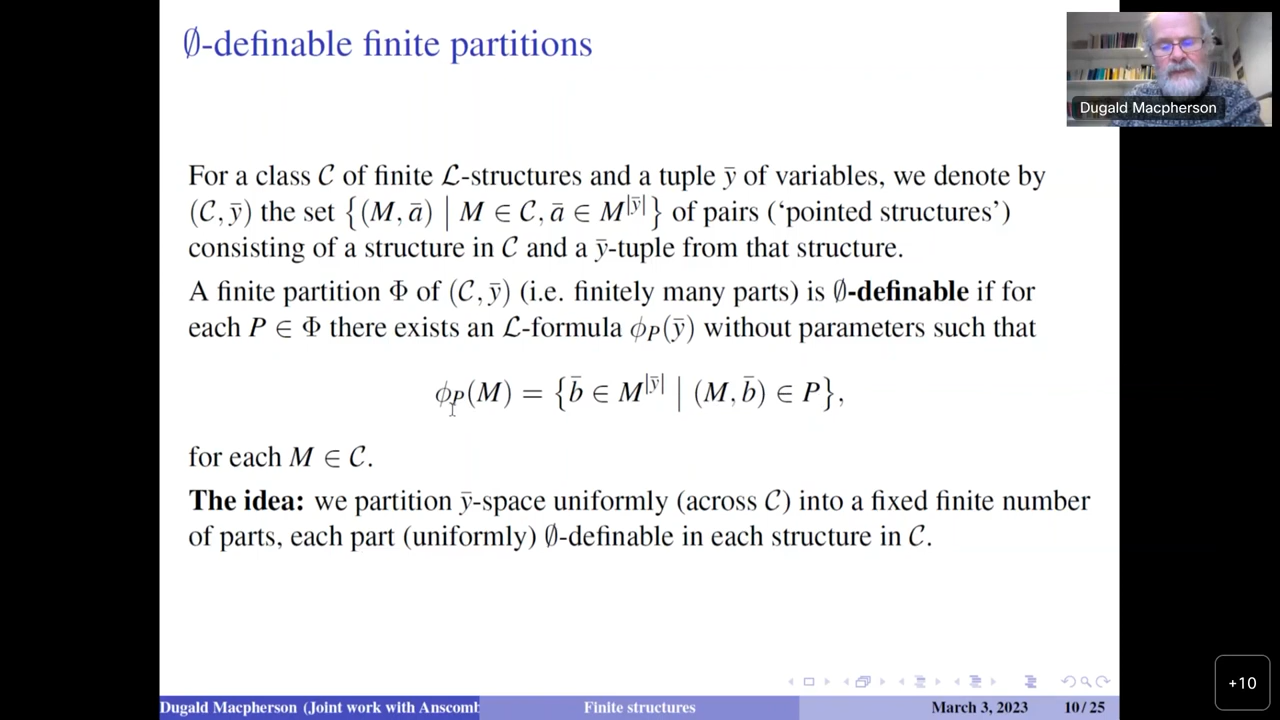 ∅-definable finite partitions
Dugald Macpherson
For a class 𝒞 of finite ℒ-structures and a tuple ȳ of variables, we denote by
(𝒞, ȳ) the set {(M, ā) | M ∈ 𝒞, ā ∈ M^|ȳ|} of pairs (‘pointed structures’)
consisting of a structure in 𝒞 and a ȳ-tuple from that structure.
A finite partition Φ of (𝒞, ȳ) (i.e. finitely many parts) is ∅-definable if for
each P ∈ Φ there exists an ℒ-formula ϕ_P(ȳ) without parameters such that
ϕ_P(M) = {b̄ ∈ M^|ȳ| | (M, b̄) ∈ P},
for each M ∈ 𝒞.
The idea: we partition ȳ-space uniformly (across 𝒞) into a fixed finite number
of parts, each part (uniformly) ∅-definable in each structure in 𝒞.
Dugald Macpherson (Joint work with Anscomb
Finite structures
March 3, 2023
10 / 25
+10